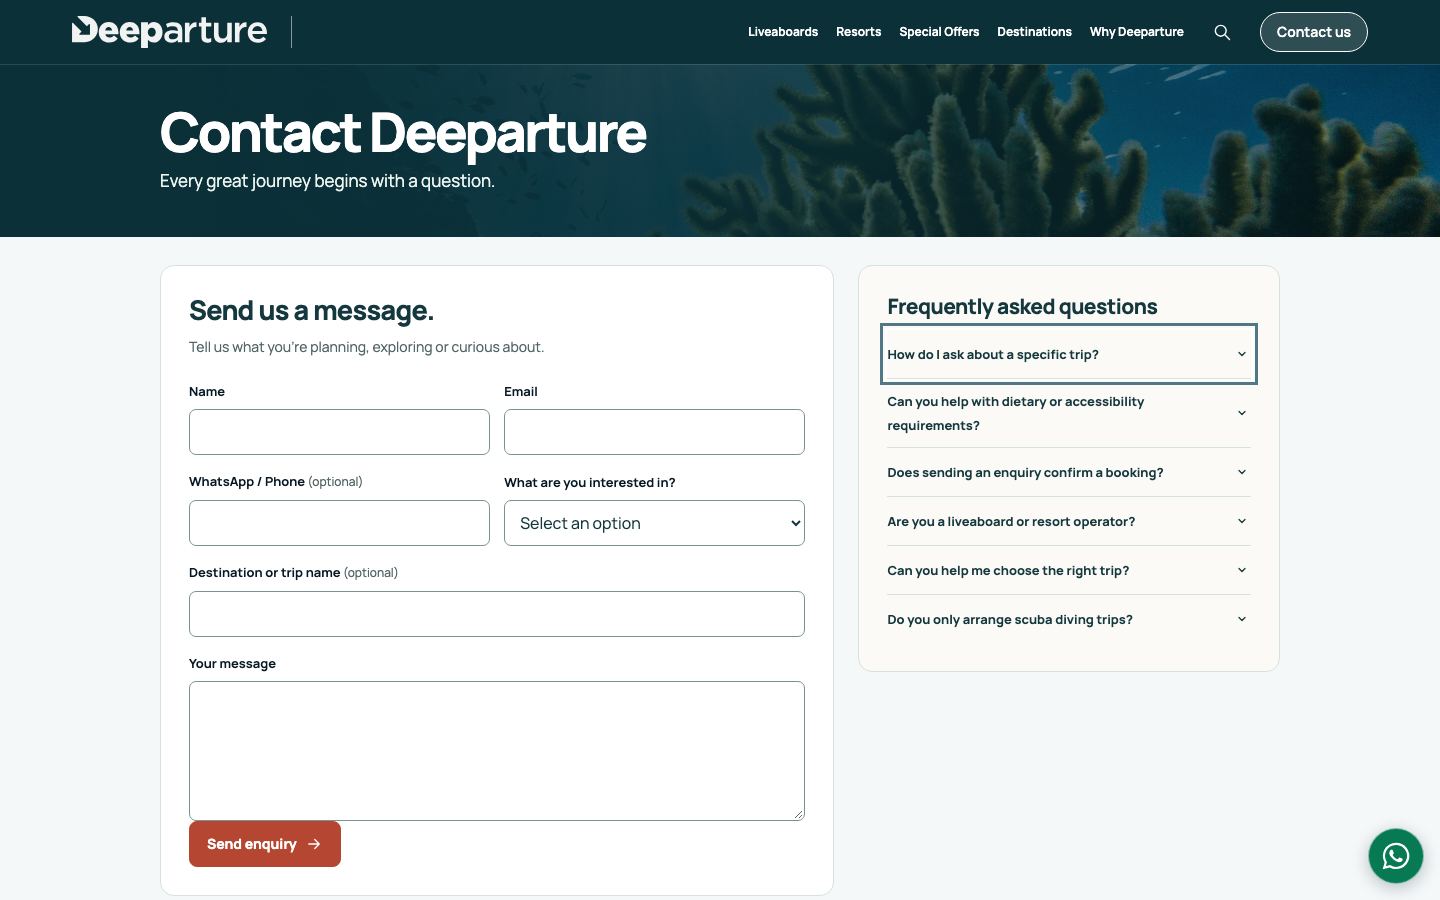 Deeparture
Liveaboards
Resorts
Special Offers
Destinations
Why Deeparture
Contact us
Contact Deeparture
Every great journey begins with a question.
Send us a message.
Tell us what you're planning, exploring or curious about.
Name
Email
WhatsApp / Phone (optional)
What are you interested in?
Select an option
Destination or trip name (optional)
Your message
Send enquiry
Frequently asked questions
How do I ask about a specific trip?
Can you help with dietary or accessibility
requirements?
Does sending an enquiry confirm a booking?
Are you a liveaboard or resort operator?
Can you help me choose the right trip?
Do you only arrange scuba diving trips?